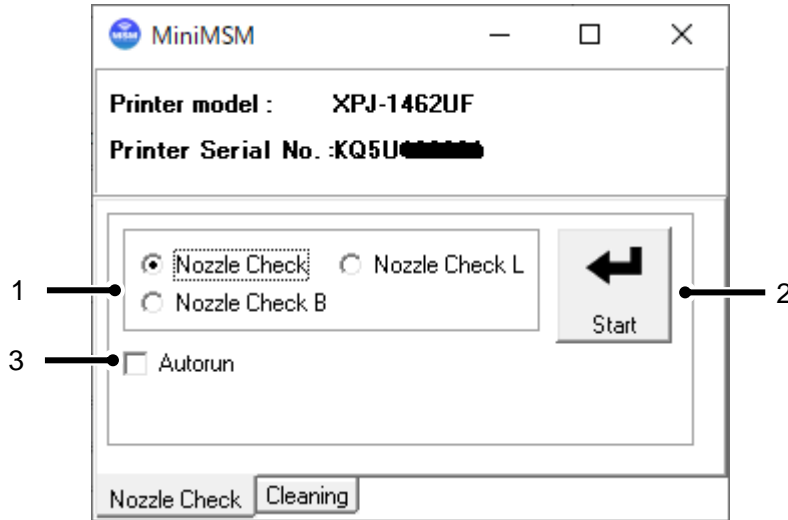 MSM MiniMSM
Printer model : XPJ-1462UF
Printer Serial No. :KQ5U
Nozzle Check Nozzle Check L
1
Nozzle Check B
2
Start
3 Autorun
Nozzle Check Cleaning